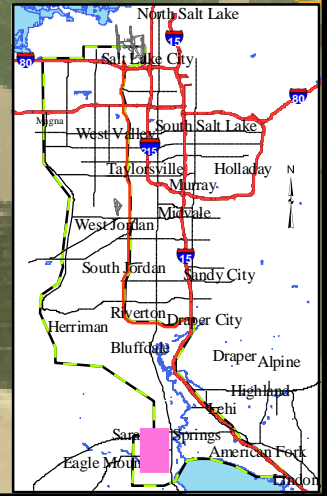 North Salt Lake
15
80
Salt Lake City
80
Magna
West Valley
South Salt Lake
215
Taylorsville
Holladay
N
Murray
Midvale
West Jordan
15
South Jordan
Sandy City
Riverton
Draper City
Herriman
Bluffdale
Draper
Alpine
Highland
Lehi
Sara
Springs
American Fork
Eagle Moun
Lindon